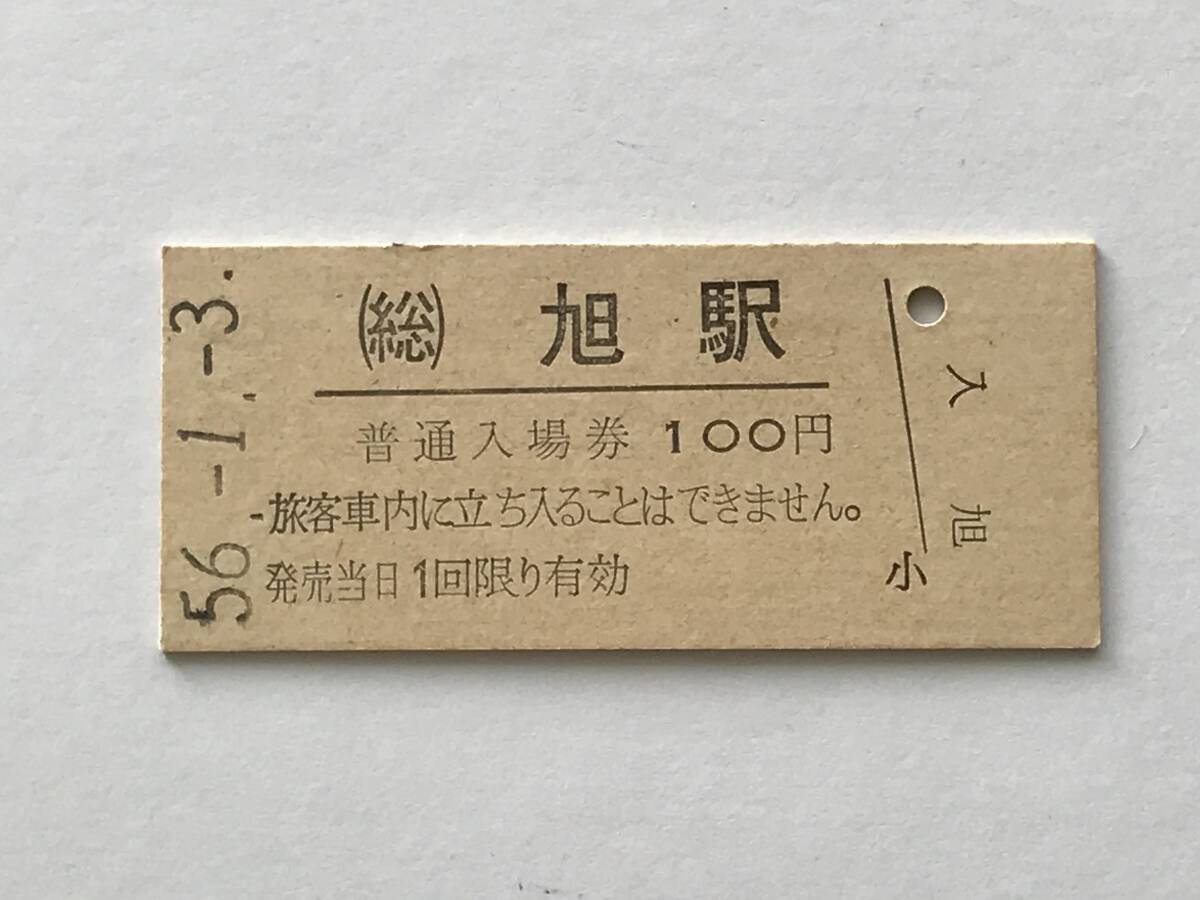 56-1.-3.
(総) 旭駅
普通入場券 100円
旅客車内に立ち入ることはできません。
発売当日1回限り有効
入
旭
小